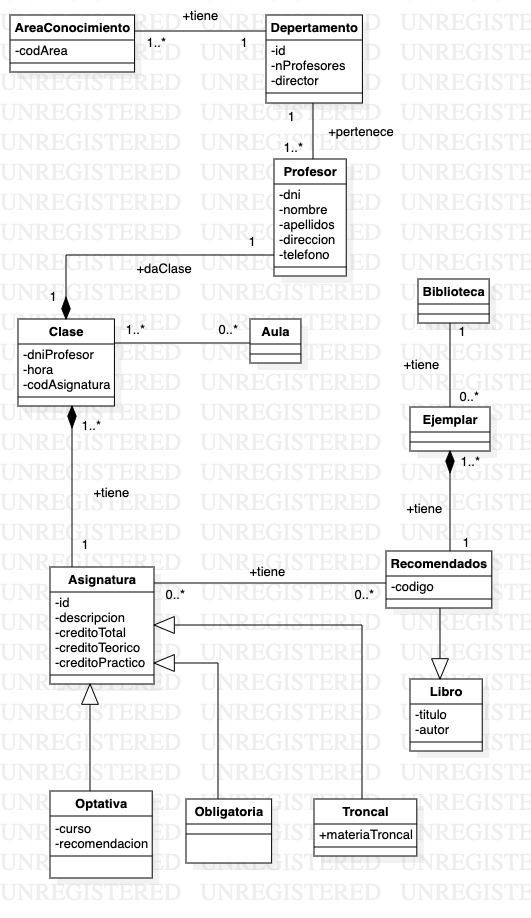 AreaConocimiento
-codArea
+tiene
1..*
1
Depertamento
-id
-nProfesores
-director
1
+pertenece
1..*
Profesor
-dni
-nombre
-apellidos
-direccion
-telefono
1
+daClase
1
Clase
-dniProfesor
-hora
-codAsignatura
1..*
0..*
Aula
Biblioteca
1
+tiene
0..*
Ejemplar
1..*
+tiene
1
1..*
+tiene
1
Asignatura
-id
-descripcion
-creditoTotal
-creditoTeorico
-creditoPractico
+tiene
0..*
0..*
Recomendados
-codigo
Libro
-titulo
-autor
Optativa
-curso
-recomendacion
Obligatoria
Troncal
+materiaTroncal
UNREGISTERED